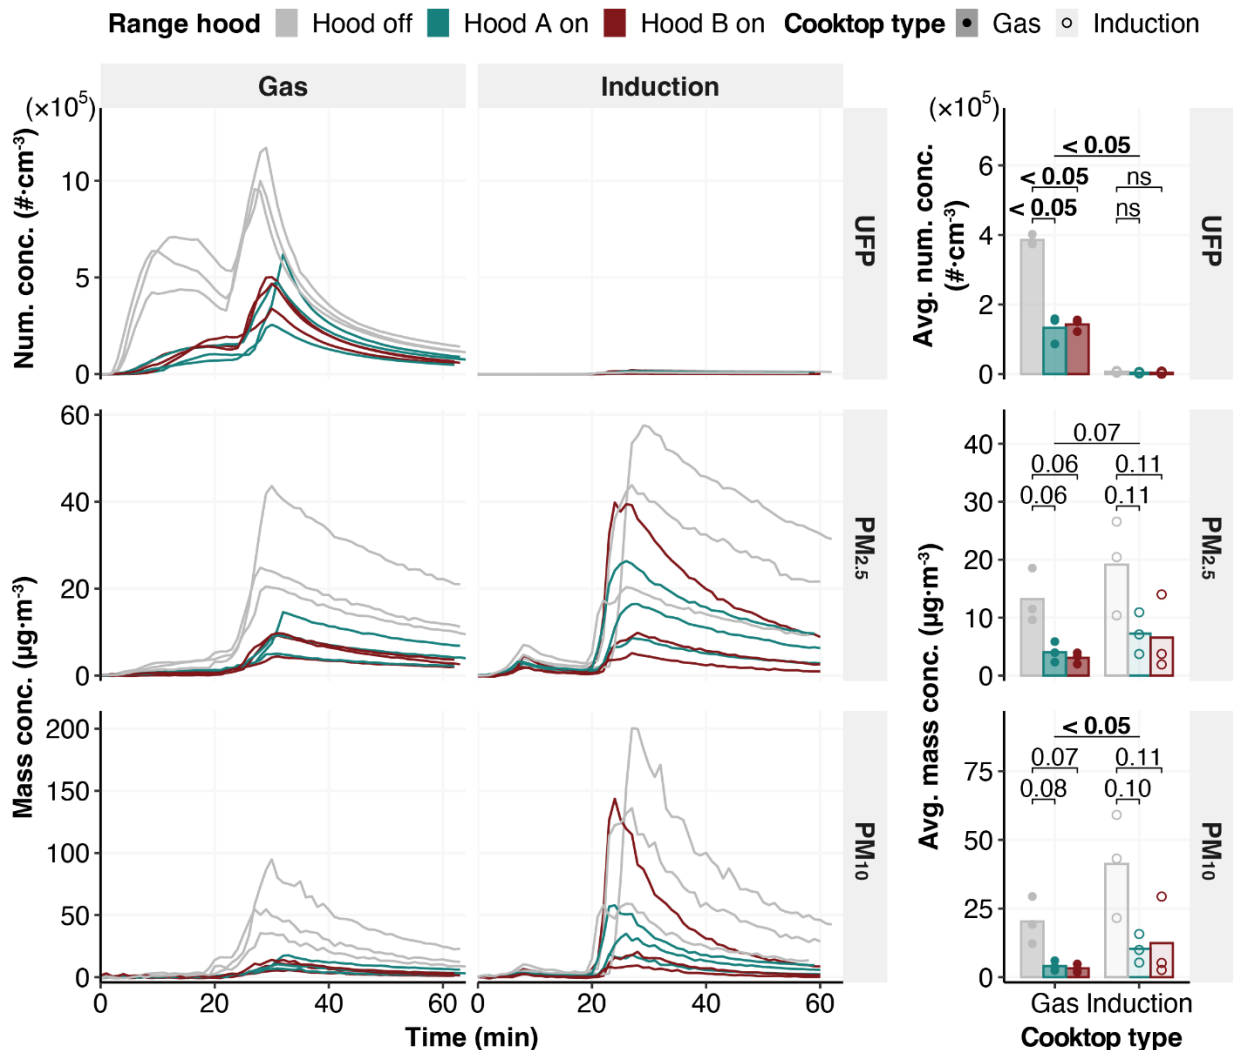 Range hood Hood off Hood A on Hood B on Cooktop type Gas Induction
Gas Induction
(×10⁵) (×10⁵)
Num. conc. (#·cm⁻³)
10
5
0
UFP
Avg. num. conc.
(#·cm⁻³)
6
4
2
0
< 0.05
< 0.05 ns
< 0.05 ns
UFP
Mass conc. (µg·m⁻³)
60
40
20
0
PM₂.₅
Avg. mass conc. (µg·m⁻³)
40
30
20
10
0
0.07
0.06 0.11
0.06 0.11
PM₂.₅
200
150
100
50
0
PM₁₀
75
50
25
0
< 0.05
0.07 0.11
0.08 0.10
PM₁₀
0 20 40 60 0 20 40 60
Gas Induction
Time (min)
Cooktop type